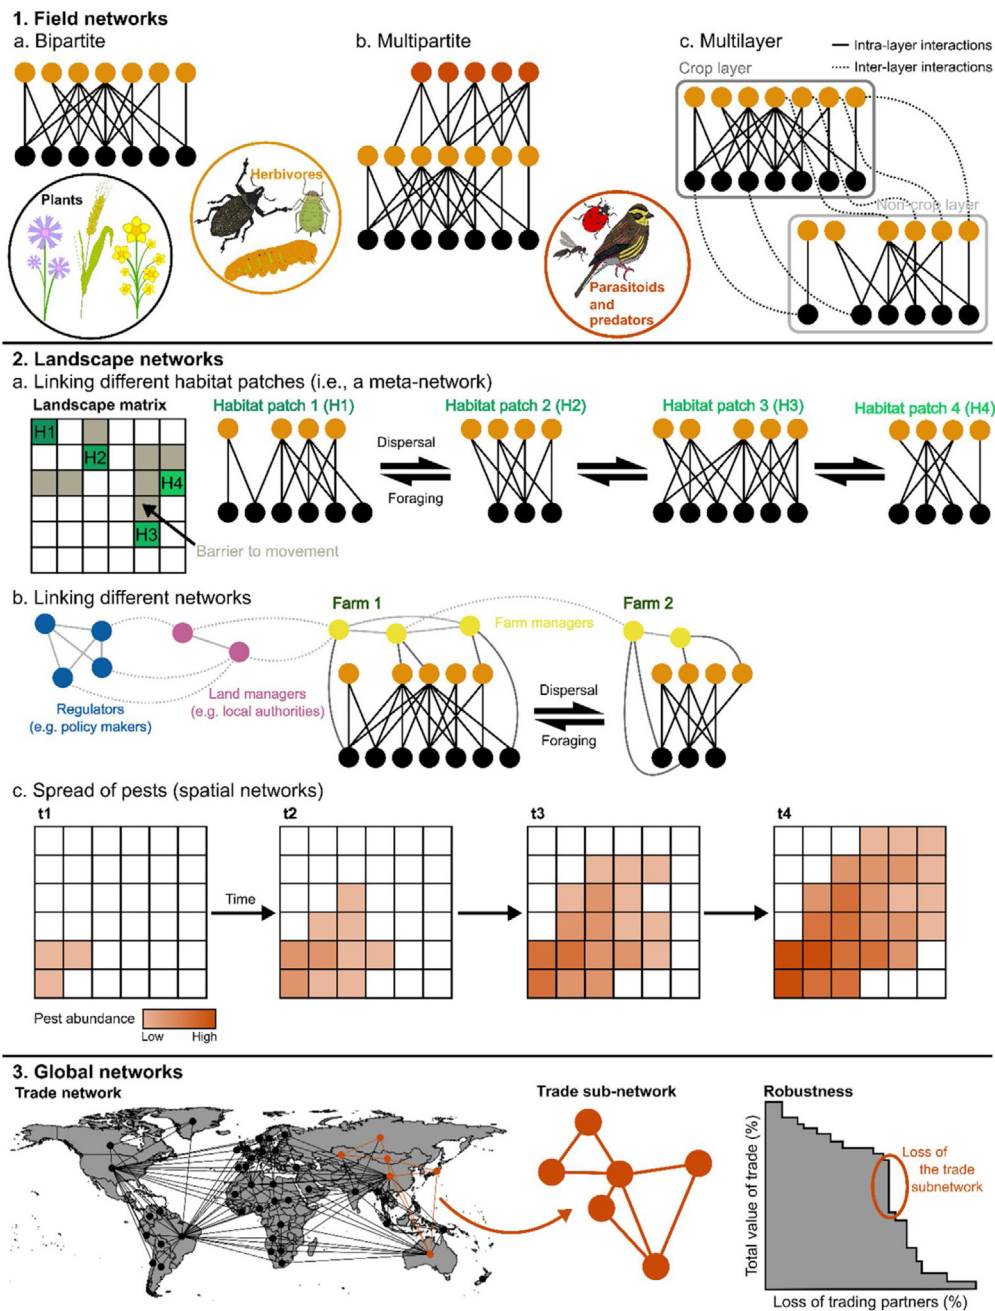 1. Field networks
a. Bipartite
b. Multipartite
c. Multilayer
Intra-layer interactions
Inter-layer interactions
Crop layer
Plants
Herbivores
Parasitoids
and
predators
Non-crop layer
2. Landscape networks
a. Linking different habitat patches (i.e., a meta-network)
Landscape matrix
H1
H2
H4
H3
Barrier to movement
Habitat patch 1 (H1)
Habitat patch 2 (H2)
Habitat patch 3 (H3)
Habitat patch 4 (H4)
Dispersal
Foraging
b. Linking different networks
Farm 1
Farm 2
Farm managers
Regulators
(e.g. policy makers)
Land managers
(e.g. local authorities)
Dispersal
Foraging
c. Spread of pests (spatial networks)
t1
t2
t3
t4
Time
Pest abundance
Low
High
3. Global networks
Trade network
Trade sub-network
Robustness
Total value of trade (%)
Loss of
the trade
subnetwork
Loss of trading partners (%)